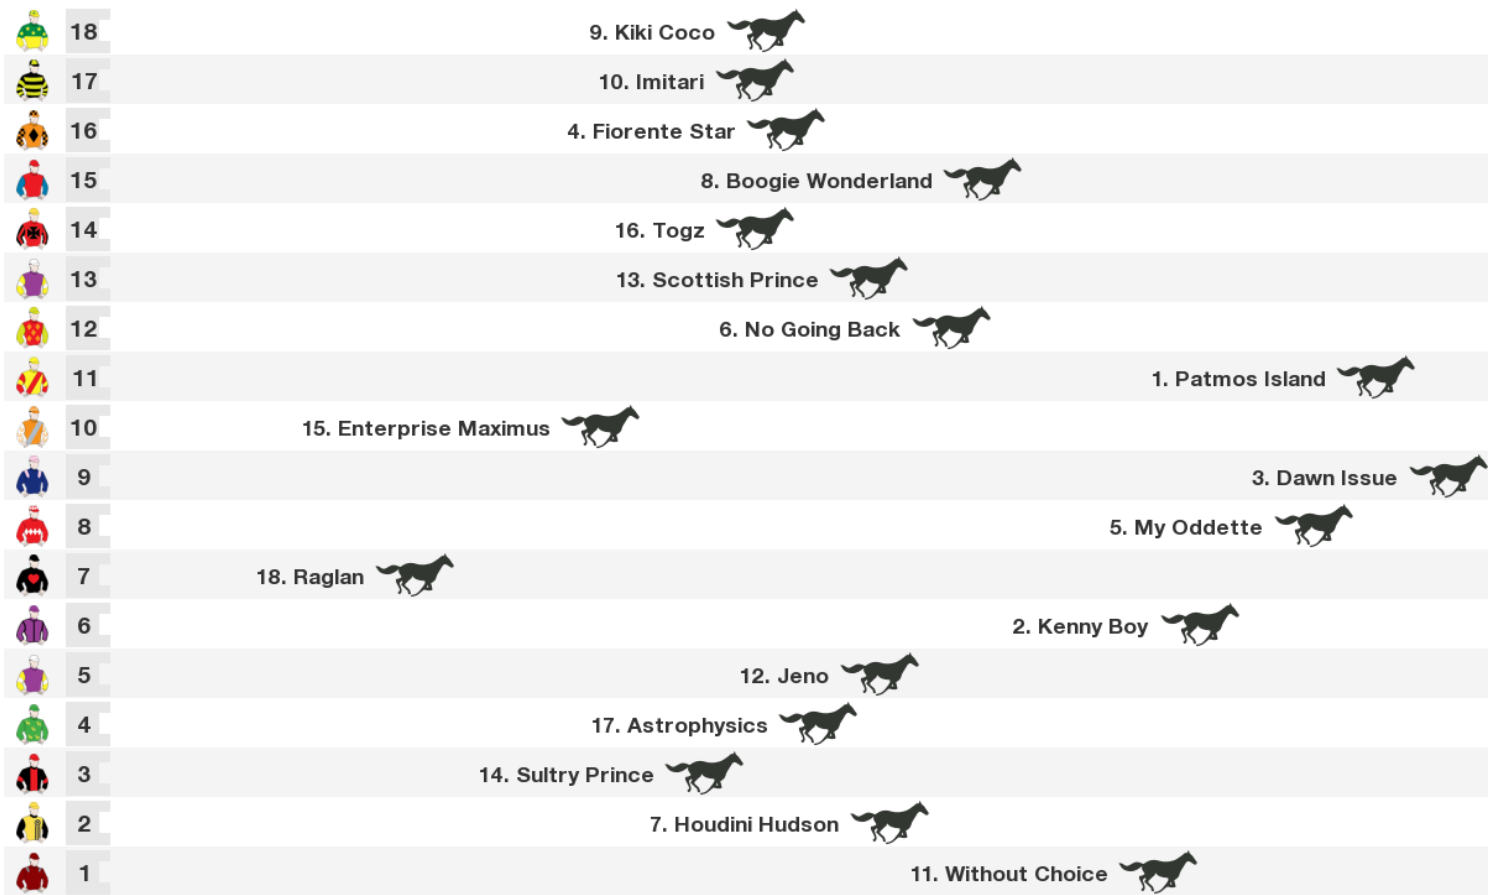 18 9. Kiki Coco
17 10. Imitari
16 4. Fiorente Star
15 8. Boogie Wonderland
14 16. Togz
13 13. Scottish Prince
12 6. No Going Back
11 1. Patmos Island
10 15. Enterprise Maximus
9 3. Dawn Issue
8 5. My Oddette
7 18. Raglan
6 2. Kenny Boy
5 12. Jeno
4 17. Astrophysics
3 14. Sultry Prince
2 7. Houdini Hudson
1 11. Without Choice